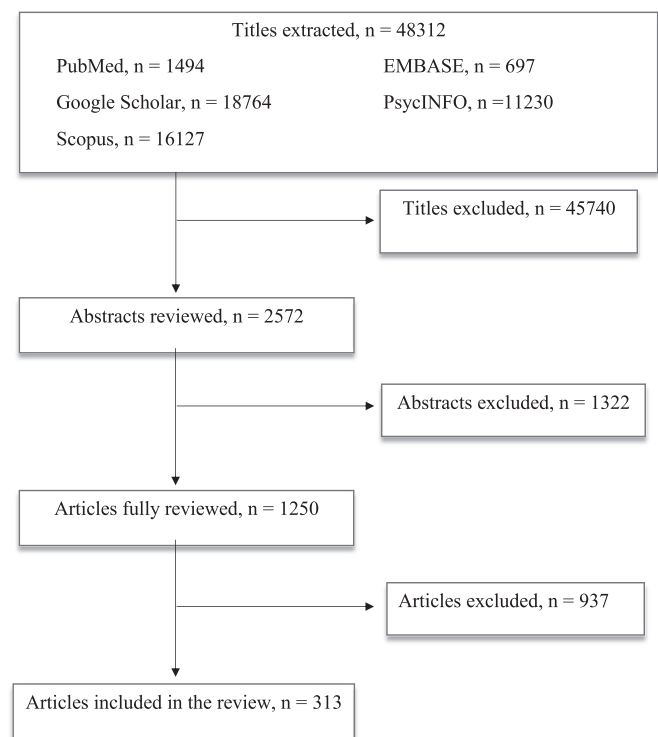 Titles extracted, n = 48312
PubMed, n = 1494 EMBASE, n = 697
Google Scholar, n = 18764 PsycINFO, n =11230
Scopus, n = 16127
Titles excluded, n = 45740
Abstracts reviewed, n = 2572
Abstracts excluded, n = 1322
Articles fully reviewed, n = 1250
Articles excluded, n = 937
Articles included in the review, n = 313